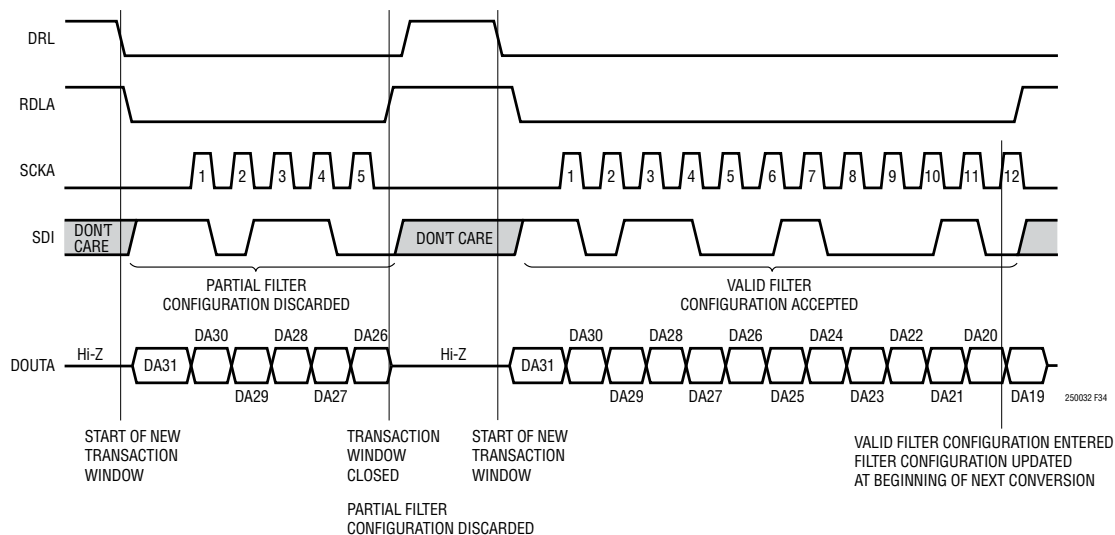 DRL
RDLA
SCKA
1 2 3 4 5 1 2 3 4 5 6 7 8 9 10 11 12
SDI
DON'T
CARE
DON'T CARE
PARTIAL FILTER
CONFIGURATION DISCARDED
VALID FILTER
CONFIGURATION ACCEPTED
DA30 DA28 DA26 DA30 DA28 DA26 DA24 DA22 DA20
DOUTA Hi-Z DA31 Hi-Z DA31
DA29 DA27 DA29 DA27 DA25 DA23 DA21 DA19
250032 F34
START OF NEW
TRANSACTION
WINDOW
TRANSACTION
WINDOW
CLOSED
PARTIAL FILTER
CONFIGURATION DISCARDED
START OF NEW
TRANSACTION
WINDOW
VALID FILTER CONFIGURATION ENTERED
FILTER CONFIGURATION UPDATED
AT BEGINNING OF NEXT CONVERSION